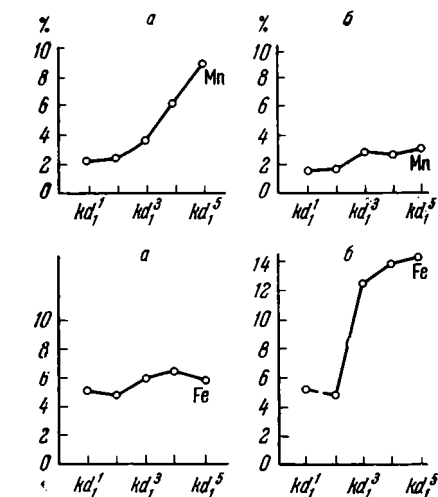 % а % б
10 10
8 8
Mn
6 6
4 4
2 2
Mn
0 0
kd₁¹ kd₁³ kd₁⁵ kd₁¹ kd₁³ kd₁⁵
а б
14
Fe
12
10 10
8 8
6 6
Fe
4 4
2 2
0 0
kd₁¹ kd₁³ kd₁⁵ kd₁¹ kd₁³ kd₁⁵